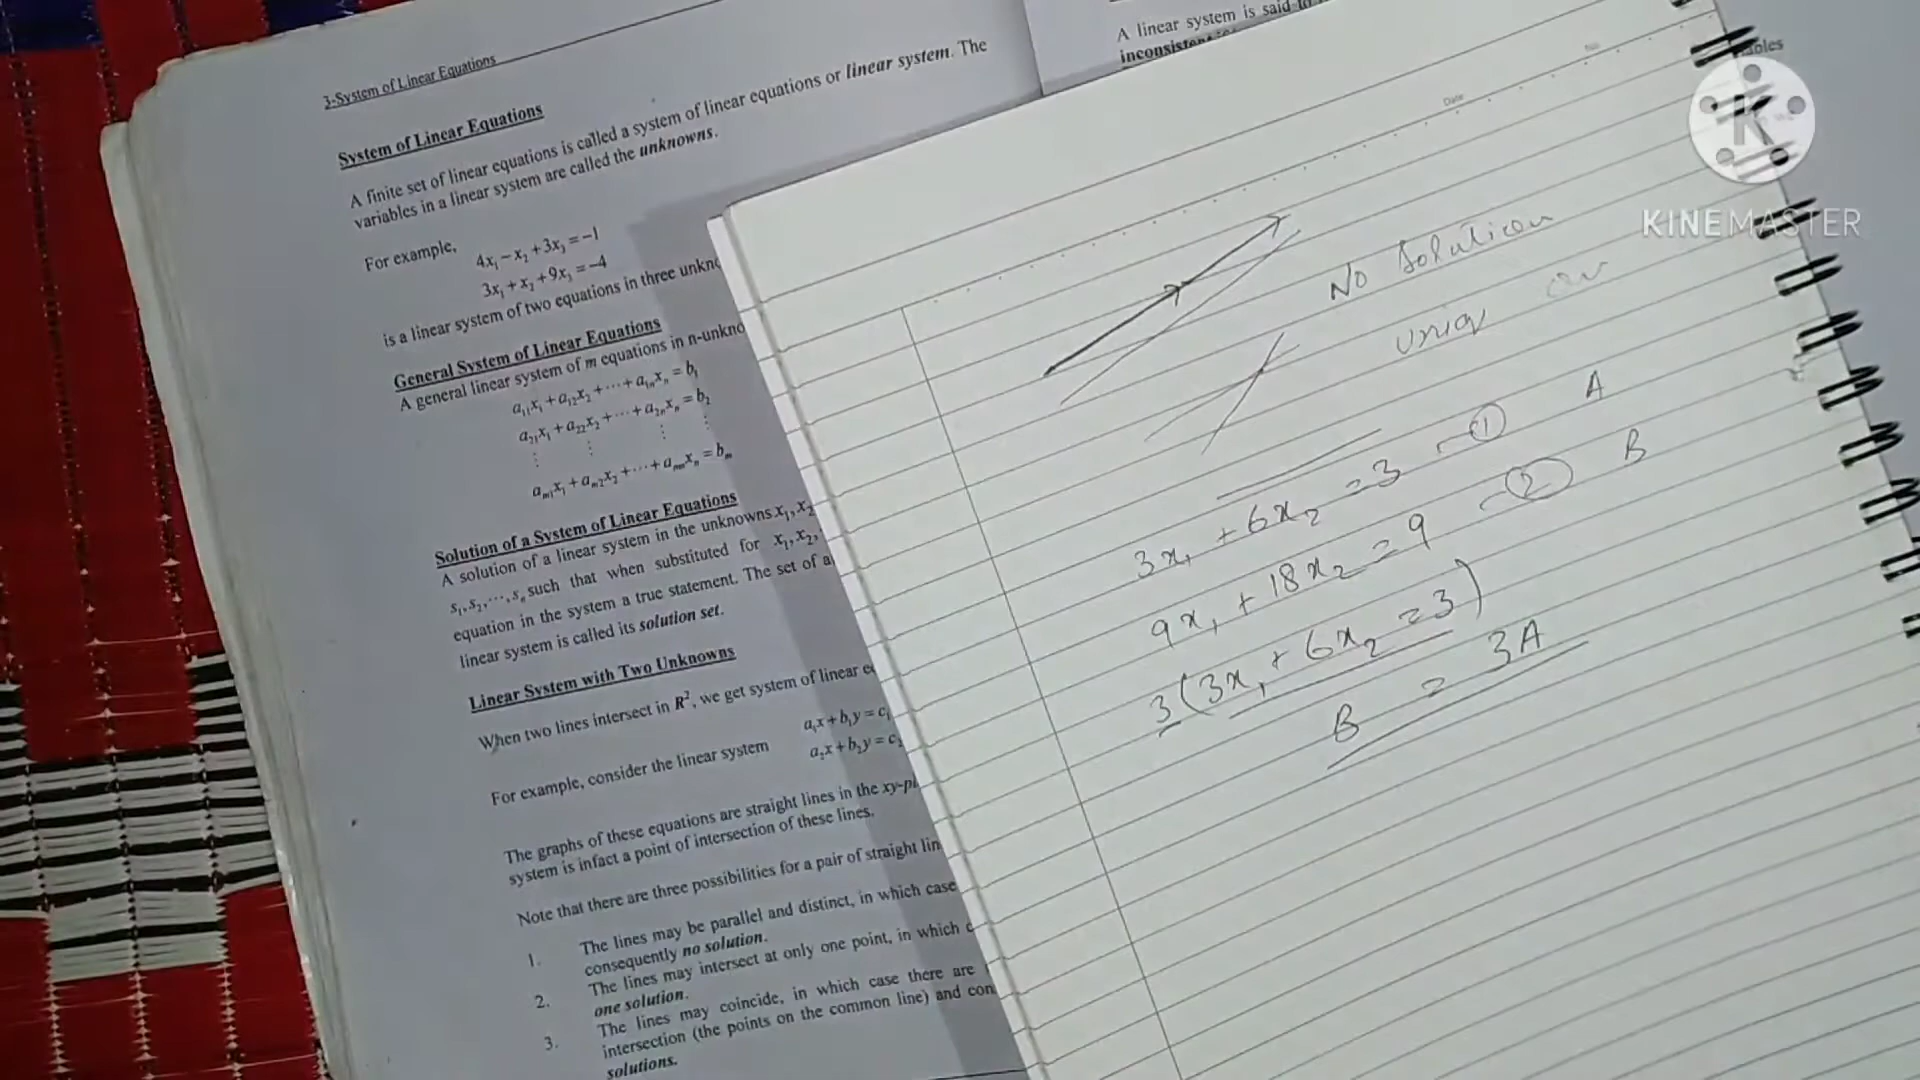 3-System of Linear Equations
System of Linear Equations
A finite set of linear equations is called a system of linear equations or linear system. The
variables in a linear system are called the unknowns.
For example,
4x₁ − x₂ + 3x₃ = −1
3x₁ + x₂ + 9x₃ = −4
is a linear system of two equations in three
General System of Linear Equations
A general linear system of m equations in
a₁₁x₁ + a₁₂x₂ + ⋯ + a₁ₙxₙ = b₁
a₂₁x₁ + a₂₂x₂ + ⋯ + a₂ₙxₙ = b₂
⋮ ⋮ ⋮ ⋮
aₘ₁x₁ + aₘ₂x₂ + ⋯ + aₘₙxₙ = bₘ
Solution of a System of Linear Equations
A solution of a linear system in the unknowns x₁, x₂
s₁, s₂, ⋯, sₙ such that when substituted for x₁, x₂,
equation in the system a true statement. The set of a
linear system is called its solution set.
Linear System with Two Unknowns
When two lines intersect in R², we get system of linear
For example, consider the linear system
a₁x + b₁y = c₁
a₂x + b₂y = c₂
The graphs of these equations are straight lines in the
system is infact a point of intersection of these lines.
Note that there are three possibilities for a pair of straight
1. The lines may be parallel and distinct, in which case
consequently no solution.
2. The lines may intersect at only one point, in which
one solution.
3. The lines may coincide, in which case there are
intersection (the points on the common line) and
solutions.
A linear system is said to
inconsistent
No
Date
K
KINEMASTER
No Solution
3x₁ + 6x₂ = 3 - ① A
9x₁ + 18x₂ = 9 - ② B
3(3x₁ + 6x₂ = 3)
B = 3A